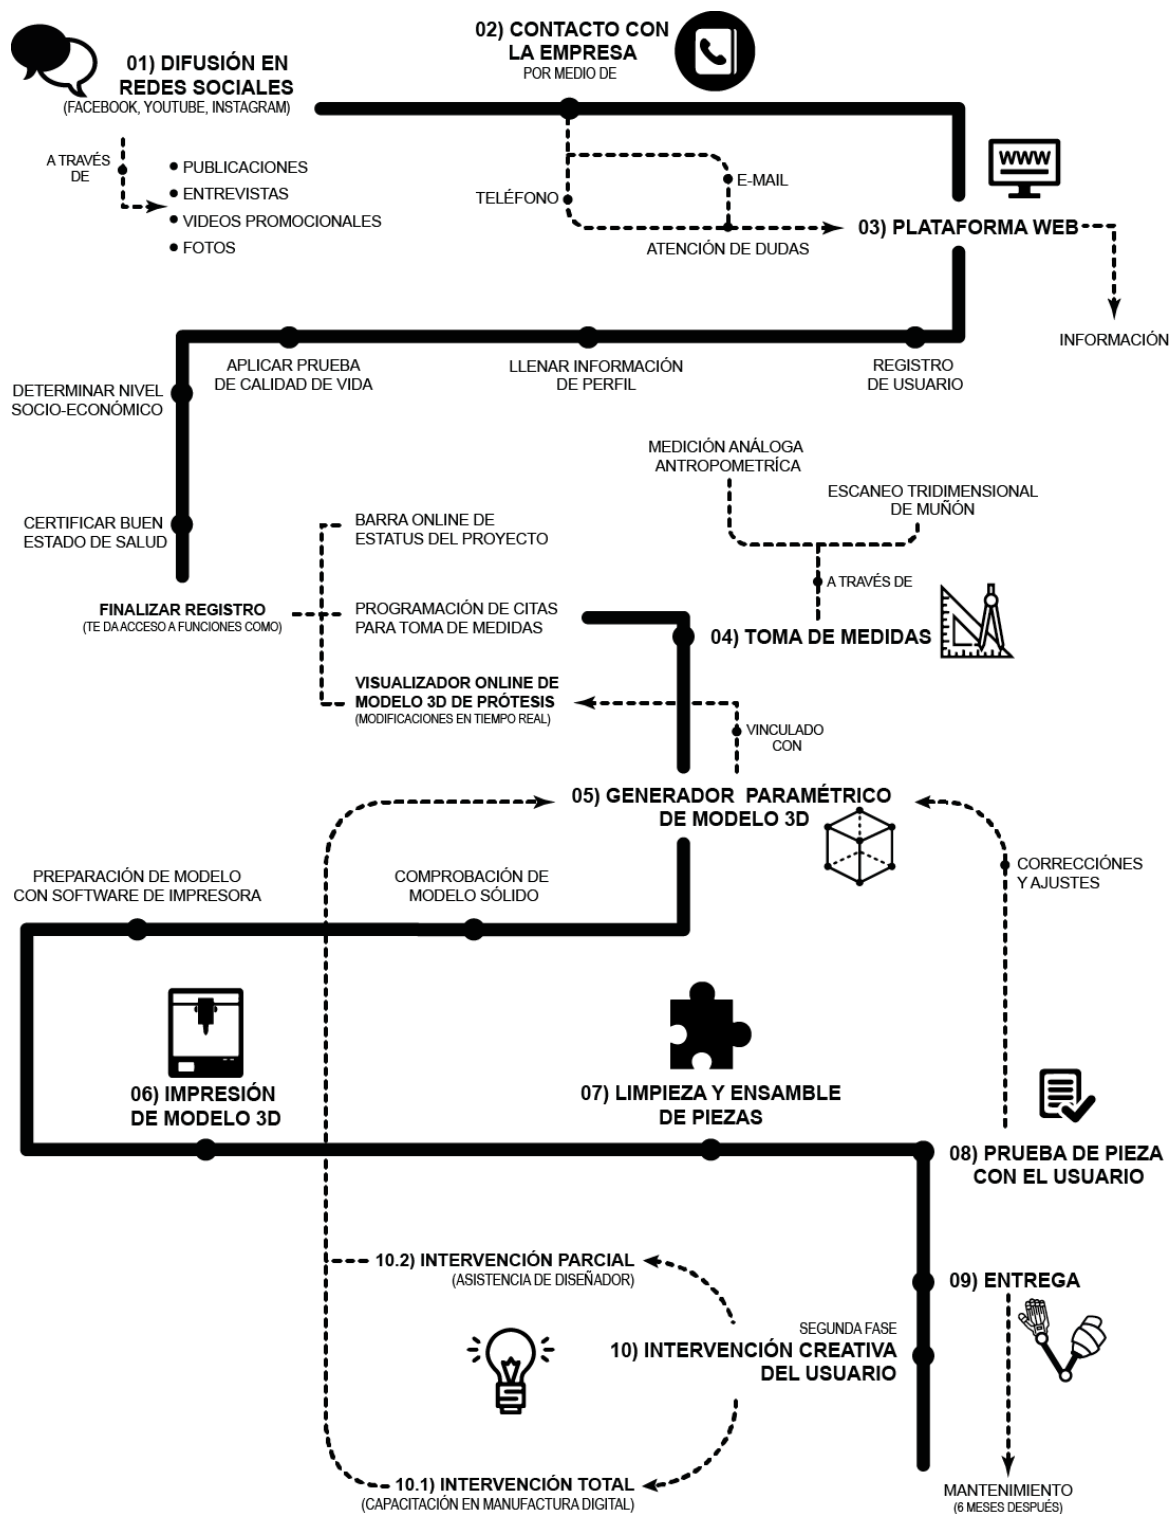 01) DIFUSIÓN EN
REDES SOCIALES
(FACEBOOK, YOUTUBE, INSTAGRAM)
A TRAVÉS
DE
• PUBLICACIONES
• ENTREVISTAS
• VIDEOS PROMOCIONALES
• FOTOS
02) CONTACTO CON
LA EMPRESA
POR MEDIO DE
TELÉFONO
E-MAIL
ATENCIÓN DE DUDAS
WWW
03) PLATAFORMA WEB
INFORMACIÓN
REGISTRO
DE USUARIO
LLENAR INFORMACIÓN
DE PERFIL
APLICAR PRUEBA
DE CALIDAD DE VIDA
DETERMINAR NIVEL
SOCIO-ECONÓMICO
CERTIFICAR BUEN
ESTADO DE SALUD
FINALIZAR REGISTRO
(TE DA ACCESO A FUNCIONES COMO)
BARRA ONLINE DE
ESTATUS DEL PROYECTO
PROGRAMACIÓN DE CITAS
PARA TOMA DE MEDIDAS
VISUALIZADOR ONLINE DE
MODELO 3D DE PRÓTESIS
(MODIFICACIONES EN TIEMPO REAL)
MEDICIÓN ANÁLOGA
ANTROPOMETRÍCA
ESCANEO TRIDIMENSIONAL
DE MUÑÓN
A TRAVÉS DE
04) TOMA DE MEDIDAS
VINCULADO
CON
05) GENERADOR PARAMÉTRICO
DE MODELO 3D
CORRECCIÓNES
Y AJUSTES
COMPROBACIÓN DE
MODELO SÓLIDO
PREPARACIÓN DE MODELO
CON SOFTWARE DE IMPRESORA
06) IMPRESIÓN
DE MODELO 3D
07) LIMPIEZA Y ENSAMBLE
DE PIEZAS
08) PRUEBA DE PIEZA
CON EL USUARIO
09) ENTREGA
MANTENIMIENTO
(6 MESES DESPUÉS)
SEGUNDA FASE
10) INTERVENCIÓN CREATIVA
DEL USUARIO
10.2) INTERVENCIÓN PARCIAL
(ASISTENCIA DE DISEÑADOR)
10.1) INTERVENCIÓN TOTAL
(CAPACITACIÓN EN MANUFACTURA DIGITAL)